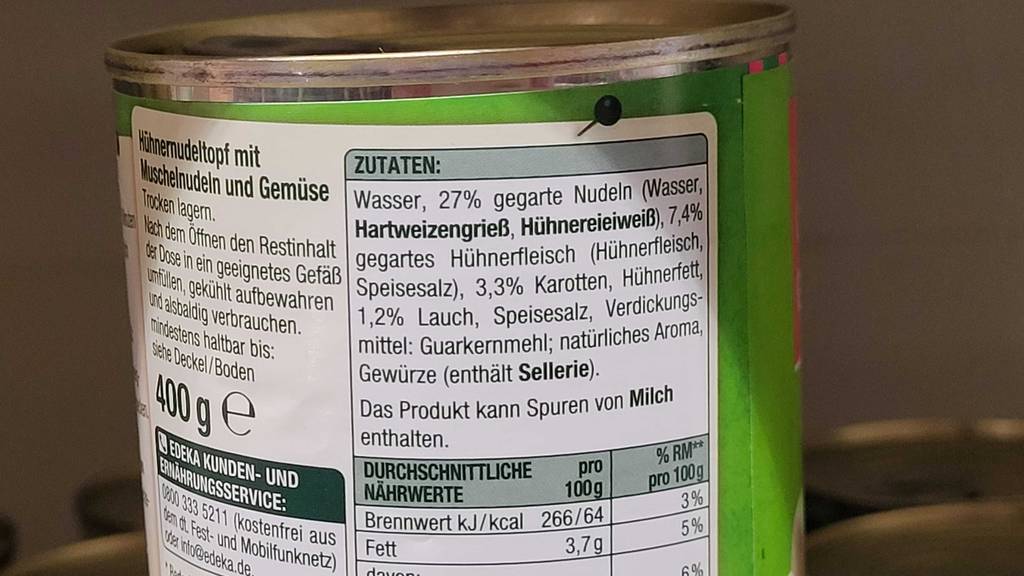 Hühnernudeltopf mit
Muschelnudeln und Gemüse
Trocken lagern.
Nach dem Öffnen den Restinhalt
der Dose in ein geeignetes Gefäß
umfüllen, gekühlt aufbewahren
und alsbaldig verbrauchen.
mindestens haltbar bis:
siehe Deckel/Boden
400 g ℮
EDEKA KUNDEN- UND
ERNÄHRUNGSSERVICE:
0800 333 5211 (kostenfrei aus
dem dt. Fest- und Mobilfunknetz)
oder info@edeka.de.
ZUTATEN:
Wasser, 27% gegarte Nudeln (Wasser,
Hartweizengrieß, Hühnereieiweiß), 7,4%
gegartes Hühnerfleisch (Hühnerfleisch,
Speisesalz), 3,3% Karotten, Hühnerfett,
1,2% Lauch, Speisesalz, Verdickungs-
mittel: Guarkernmehl; natürliches Aroma,
Gewürze (enthält Sellerie).
Das Produkt kann Spuren von Milch
enthalten.
DURCHSCHNITTLICHE NÄHRWERTE pro 100g % RM** pro 100g
Brennwert kJ/kcal 266/64 3%
Fett 3,7g 5%
davon: 6%